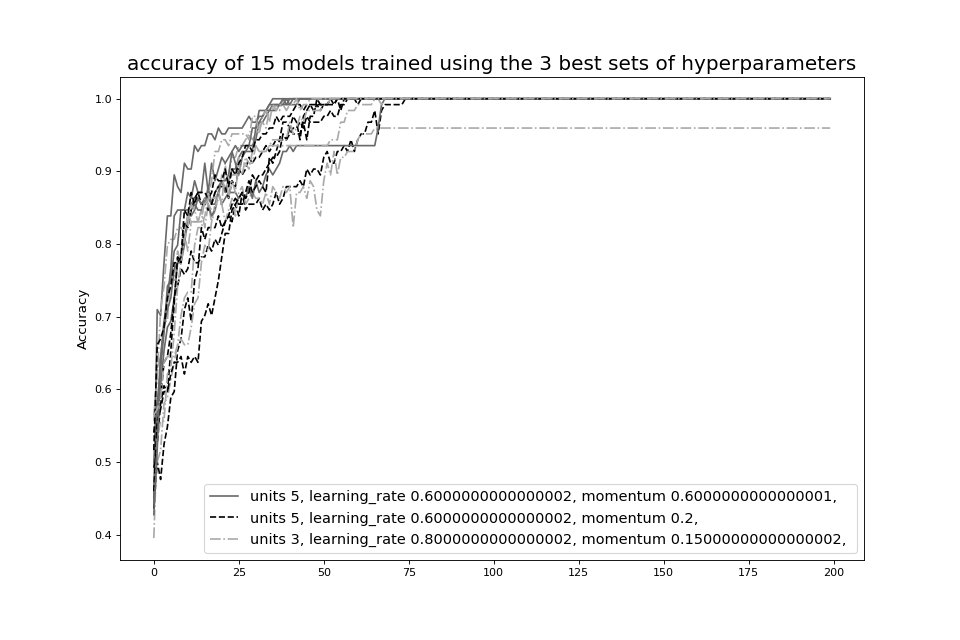 accuracy of 15 models trained using the 3 best sets of hyperparameters
1.0
0.9
0.8
0.7
0.6
0.5
0.4
Accuracy
units 5, learning_rate 0.6000000000000002, momentum 0.6000000000000001,
units 5, learning_rate 0.6000000000000002, momentum 0.2,
units 3, learning_rate 0.8000000000000002, momentum 0.15000000000000002,
0 25 50 75 100 125 150 175 200